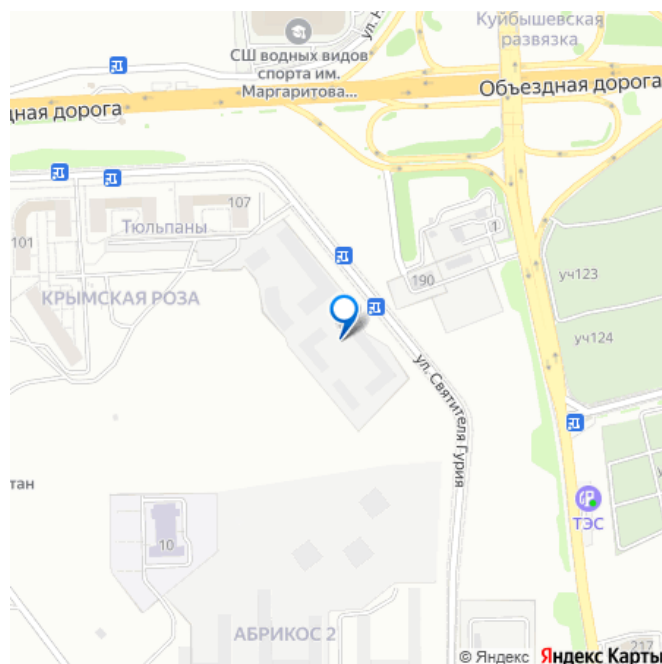 Куйбышевская
развязка
ул. Н
СШ водных видов
спорта им.
Маргаритова...
дная дорога
Объездная дорога
107
Тюльпаны
101
1
190
уч123
КРЫМСКАЯ РОЗА
уч124
ул. Святителя Гурия
тан
ТЭС
10
АБРИКОС 2
217
© Яндекс Яндекс Карты